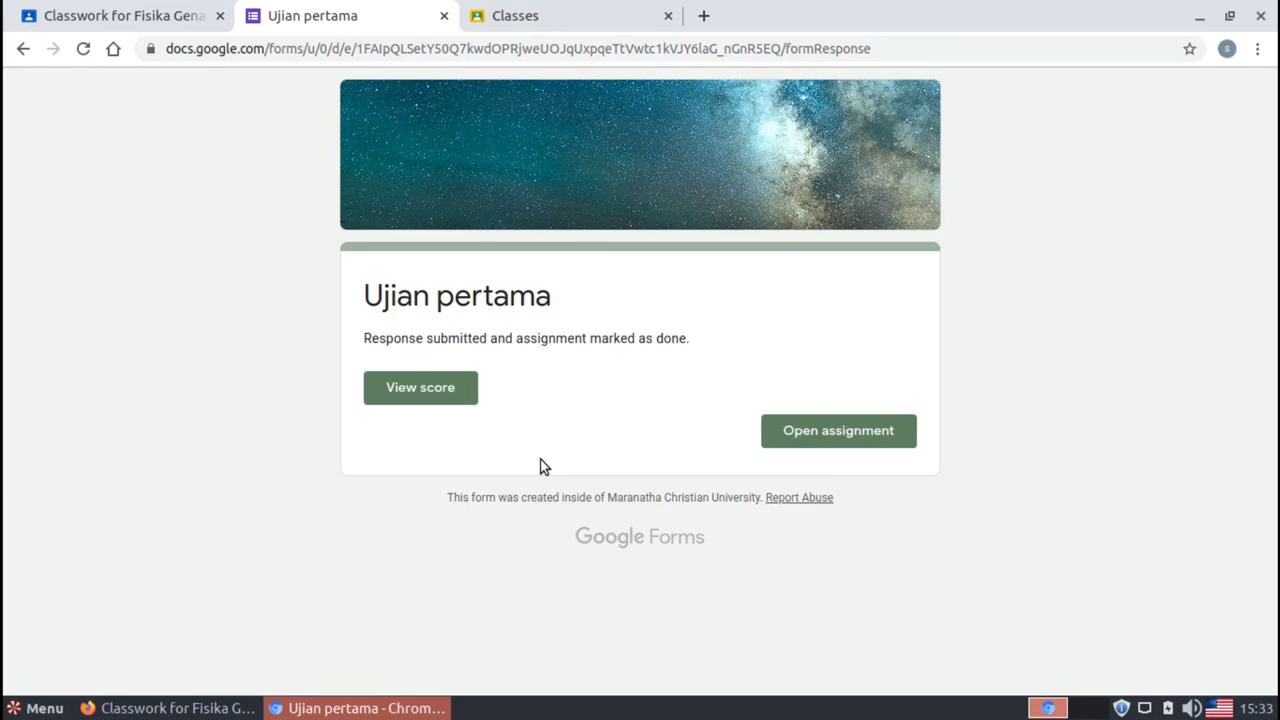 Classwork for Fisika Gena
Ujian pertama
Classes
docs.google.com/forms/u/0/d/e/1FAIpQLSetY50Q7kwdOPRjweUOJqUxpqeTtVwtc1kVJY6laG_nGnR5EQ/formResponse
S
Ujian pertama
Response submitted and assignment marked as done.
View score
Open assignment
This form was created inside of Maranatha Christian University. Report Abuse
Google Forms
Menu
Classwork for Fisika G...
Ujian pertama - Chrom...
15:33